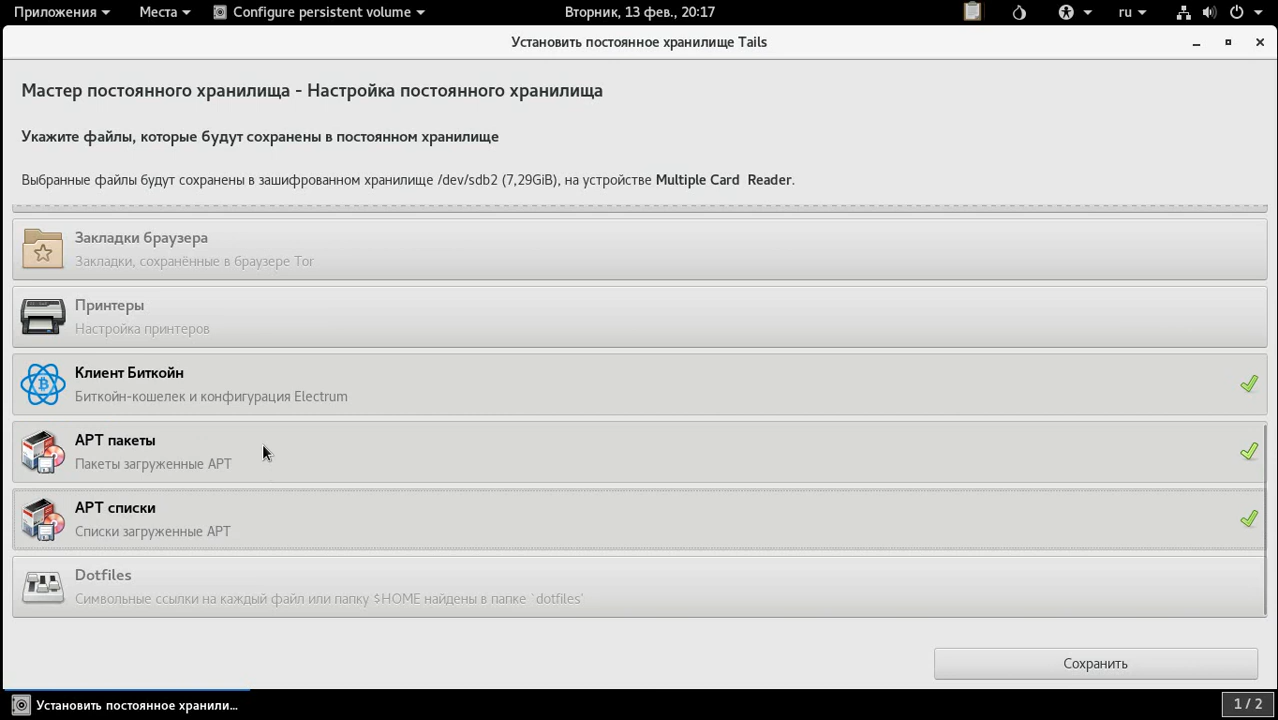 Приложения Места Configure persistent volume Вторник, 13 фев., 20:17 ru
Установить постоянное хранилище Tails
Мастер постоянного хранилища - Настройка постоянного хранилища
Укажите файлы, которые будут сохранены в постоянном хранилище
Выбранные файлы будут сохранены в зашифрованном хранилище /dev/sdb2 (7,29GiB), на устройстве Multiple Card Reader.
Закладки браузера
Закладки, сохранённые в браузере Tor
Принтеры
Настройка принтеров
Клиент Биткойн
Биткойн-кошелек и конфигурация Electrum
APT пакеты
Пакеты загруженные APT
APT списки
Списки загруженные APT
Dotfiles
Символьные ссылки на каждый файл или папку $HOME найдены в папке `dotfiles'
Сохранить
Установить постоянное хранили... 1 / 2